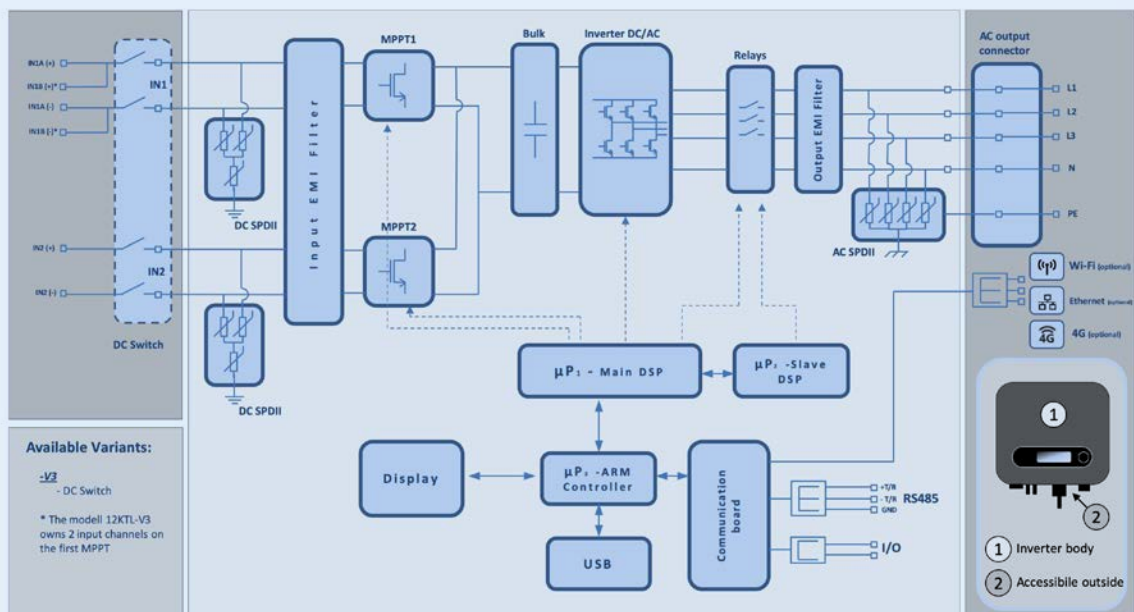 MPPT1
Bulk
Inverter DC/AC
Relays
AC output
connector
IN1A (+)
IN1B (+)*
IN1A (-)
IN1B (-)*
IN1
L1
L2
L3
N
PE
Input EMI Filter
Output EMI Filter
DC SPDII
AC SPDII
MPPT2
IN2 (+)
IN2 (-)
IN2
DC Switch
DC SPDII
Wi-Fi (optional)
Ethernet (optional)
4G
4G (optional)
µP₁ - Main DSP
µP₂ -Slave
DSP
Available Variants:
-V3
- DC Switch
* The modell 12KTL-V3
owns 2 input channels on
the first MPPT
Display
-ARM
Controller
USB
Communication
board
+T/R
- T/R
GND
RS485
I/O
1
2
1 Inverter body
2 Accessibile outside